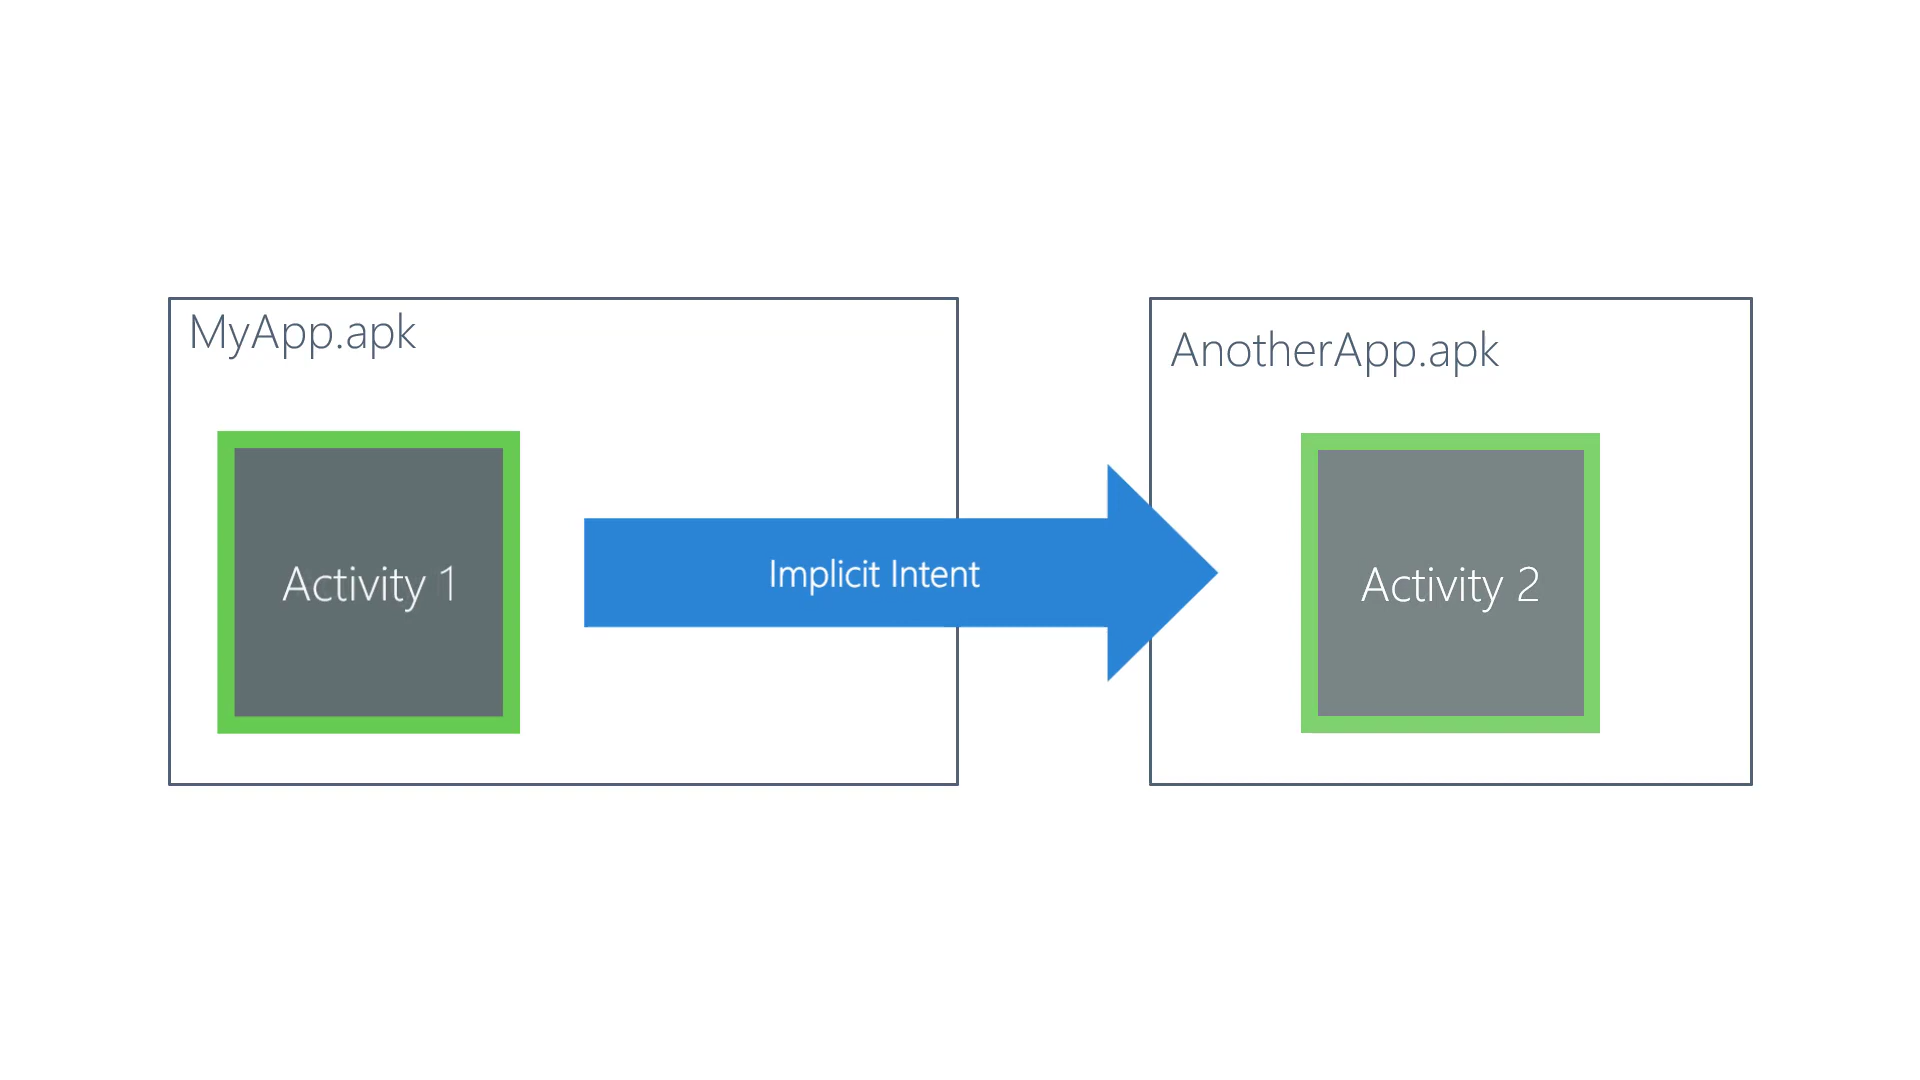 MyApp.apk
AnotherApp.apk
Activity 1
Implicit Intent
Activity 2